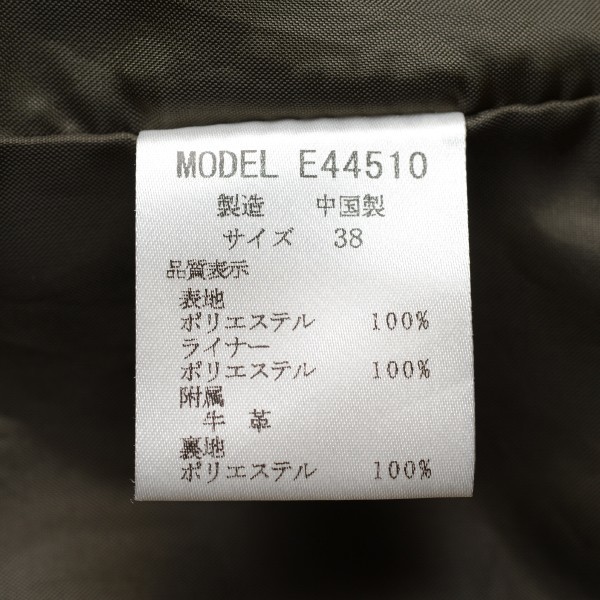 MODEL E44510
製造 中国製
サイズ 38
品質表示
表地
ポリエステル 100%
ライナー
ポリエステル 100%
附属
牛 革
裏地
ポリエステル 100%